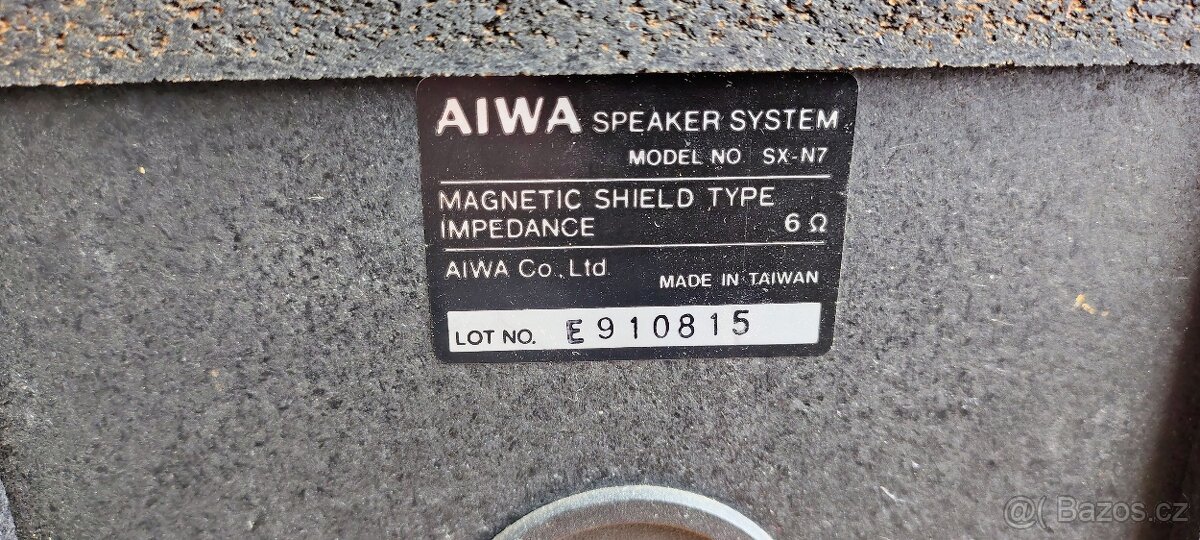 AIWA SPEAKER SYSTEM
MODEL NO. SX-N7
MAGNETIC SHIELD TYPE
IMPEDANCE 6 Ω
AIWA Co., Ltd.
MADE IN TAIWAN
LOT NO. E910815
@( Bazos.cz